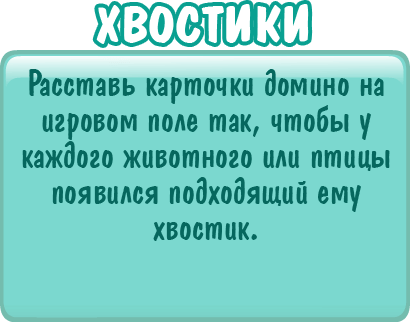 ХВОСТИКИ
Расставь карточки домино на
игровом поле так, чтобы у
каждого животного или птицы
появился подходящий ему
хвостик.